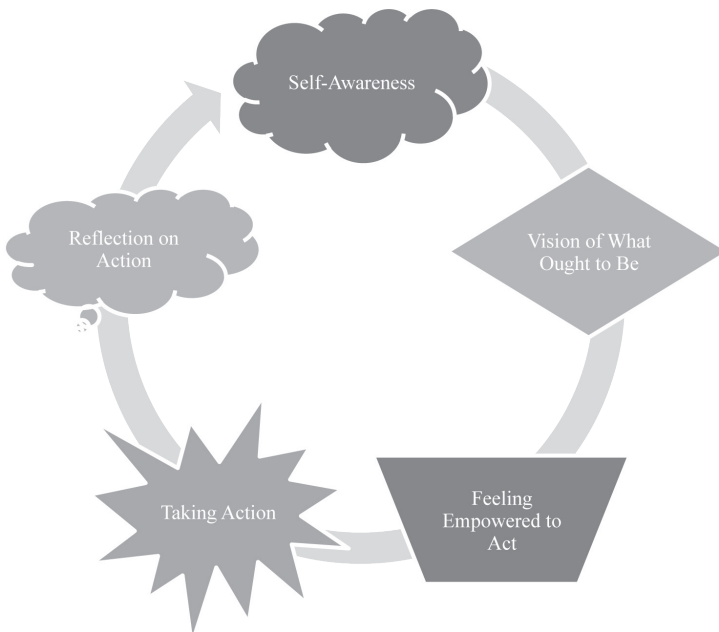 Self-Awareness
Vision of What
Ought to Be
Feeling
Empowered to
Act
Taking Action
Reflection on
Action